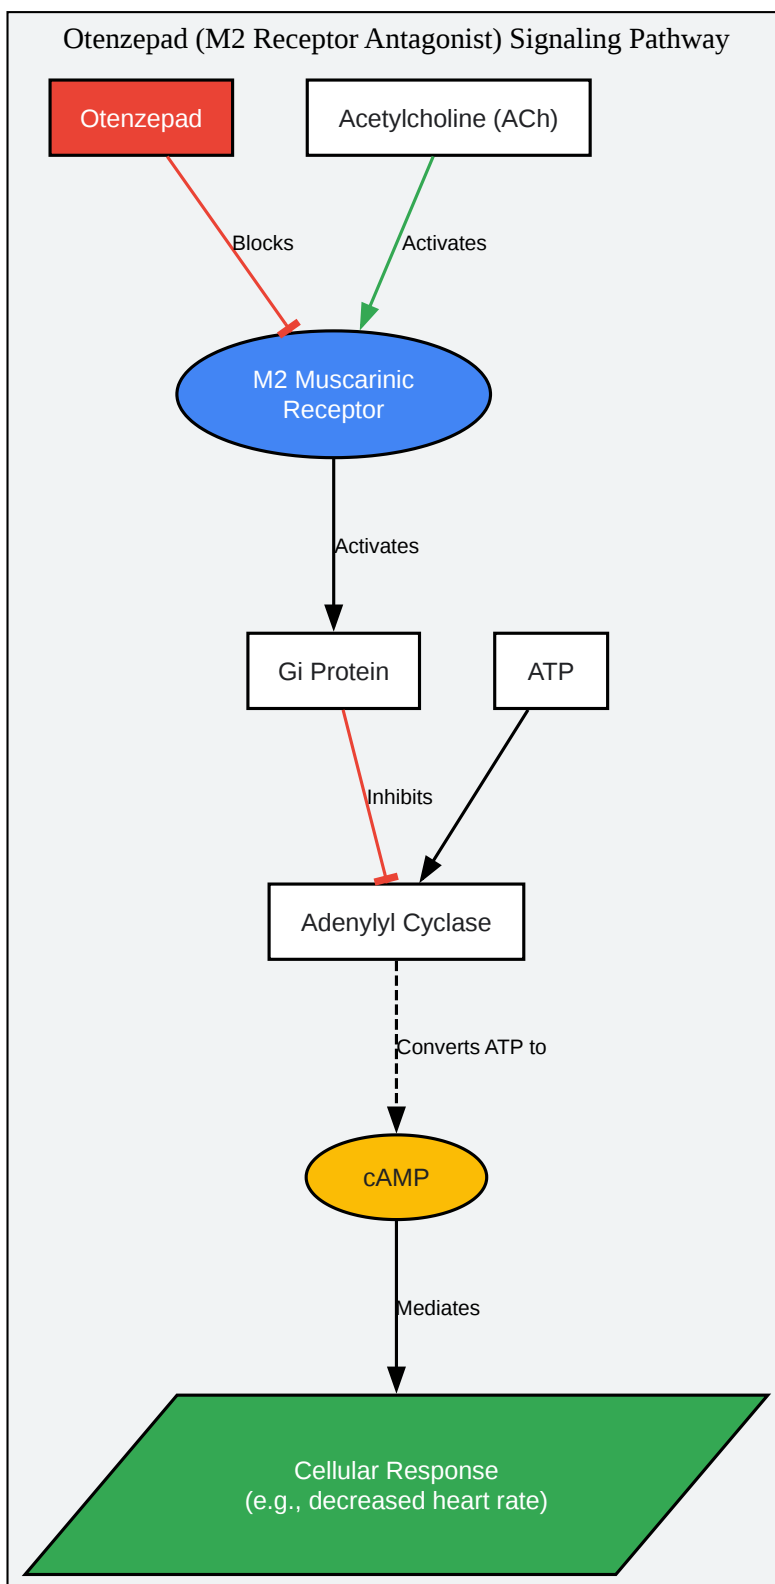 Otenzepad (M2 Receptor Antagonist) Signaling Pathway
Otenzepad
Acetylcholine (ACh)
Blocks
Activates
M2 Muscarinic
Receptor
Activates
Gi Protein
ATP
Inhibits
Adenylyl Cyclase
Converts ATP to
cAMP
Mediates
Cellular Response
(e.g., decreased heart rate)